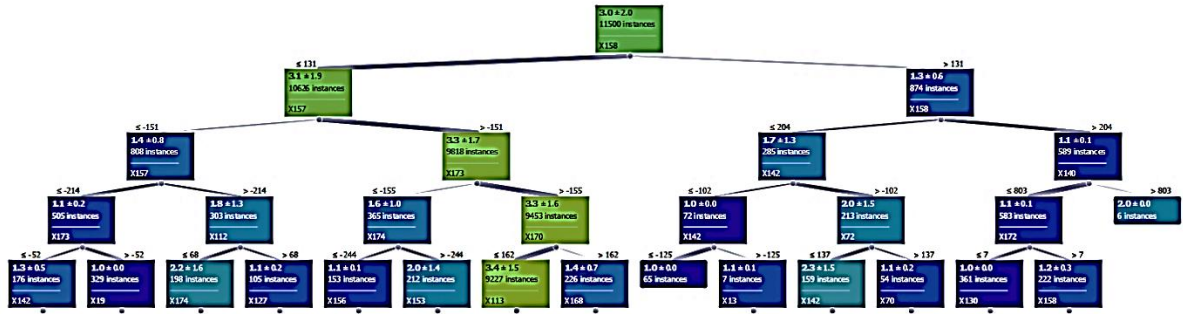 3.0 ± 2.0
11500 instances
X158
≤ 131
> 131
3.1 ± 1.9
10626 instances
X157
1.3 ± 0.6
874 instances
X158
≤ -151
> -151
≤ 204
> 204
1.4 ± 0.8
808 instances
X157
3.3 ± 1.7
9818 instances
X173
1.7 ± 1.3
285 instances
X142
1.1 ± 0.1
589 instances
X140
≤ -214
> -214
≤ -155
> -155
≤ -102
> -102
≤ 803
> 803
1.1 ± 0.2
505 instances
X173
1.8 ± 1.3
303 instances
X112
1.6 ± 1.0
365 instances
X174
3.3 ± 1.6
9453 instances
X170
1.0 ± 0.0
72 instances
X142
2.0 ± 1.5
213 instances
X72
1.1 ± 0.1
583 instances
X172
2.0 ± 0.0
6 instances
≤ -52
> -52
≤ 68
> 68
≤ -244
> -244
≤ 162
> 162
≤ -125
> -125
≤ 137
> 137
≤ 7
> 7
1.3 ± 0.5
176 instances
X142
1.0 ± 0.0
329 instances
X19
2.2 ± 1.6
198 instances
X174
1.1 ± 0.2
105 instances
X127
1.1 ± 0.1
153 instances
X156
2.0 ± 1.4
212 instances
X153
3.4 ± 1.5
9227 instances
X113
1.4 ± 0.7
226 instances
X168
1.0 ± 0.0
65 instances
1.1 ± 0.1
7 instances
X13
2.3 ± 1.5
159 instances
X142
1.1 ± 0.2
54 instances
X70
1.0 ± 0.0
361 instances
X130
1.2 ± 0.3
222 instances
X158